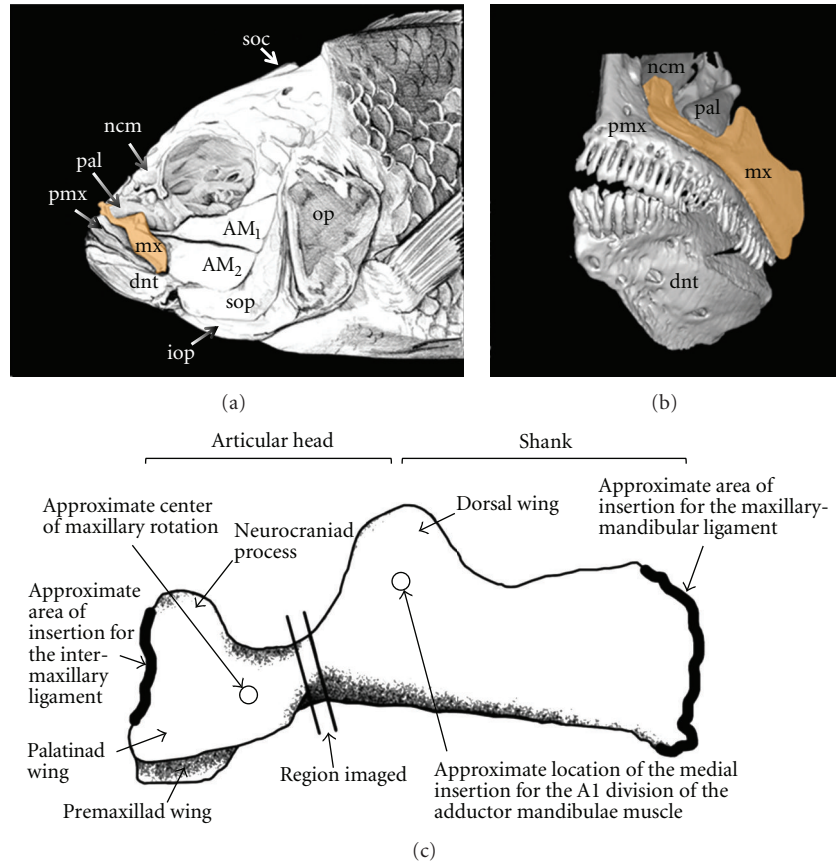 soc
ncm
pal
pmx
mx
dnt
AM1
AM2
sop
op
iop
(a)
ncm
pal
pmx
mx
dnt
(b)
Articular head
Shank
Approximate center
of maxillary rotation
Neurocraniad
process
Dorsal wing
Approximate area of
insertion for the maxillary-
mandibular ligament
Approximate
area of
insertion for
the inter-
maxillary
ligament
Palatinad
wing
Premaxillad wing
Region imaged
Approximate location of the medial
insertion for the A1 division of the
adductor mandibulae muscle
(c)